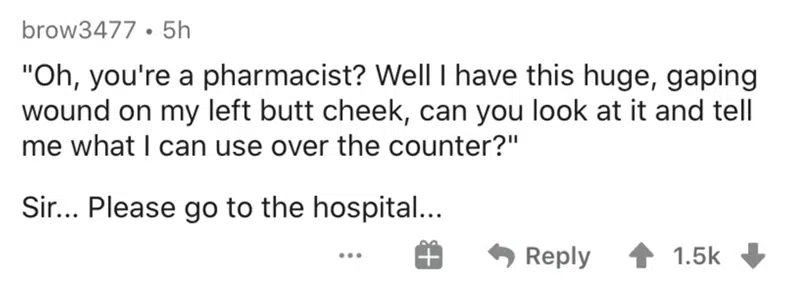 brow3477 • 5h
"Oh, you're a pharmacist? Well I have this huge, gaping
wound on my left butt cheek, can you look at it and tell
me what I can use over the counter?"
Sir... Please go to the hospital...
... Reply 1.5k